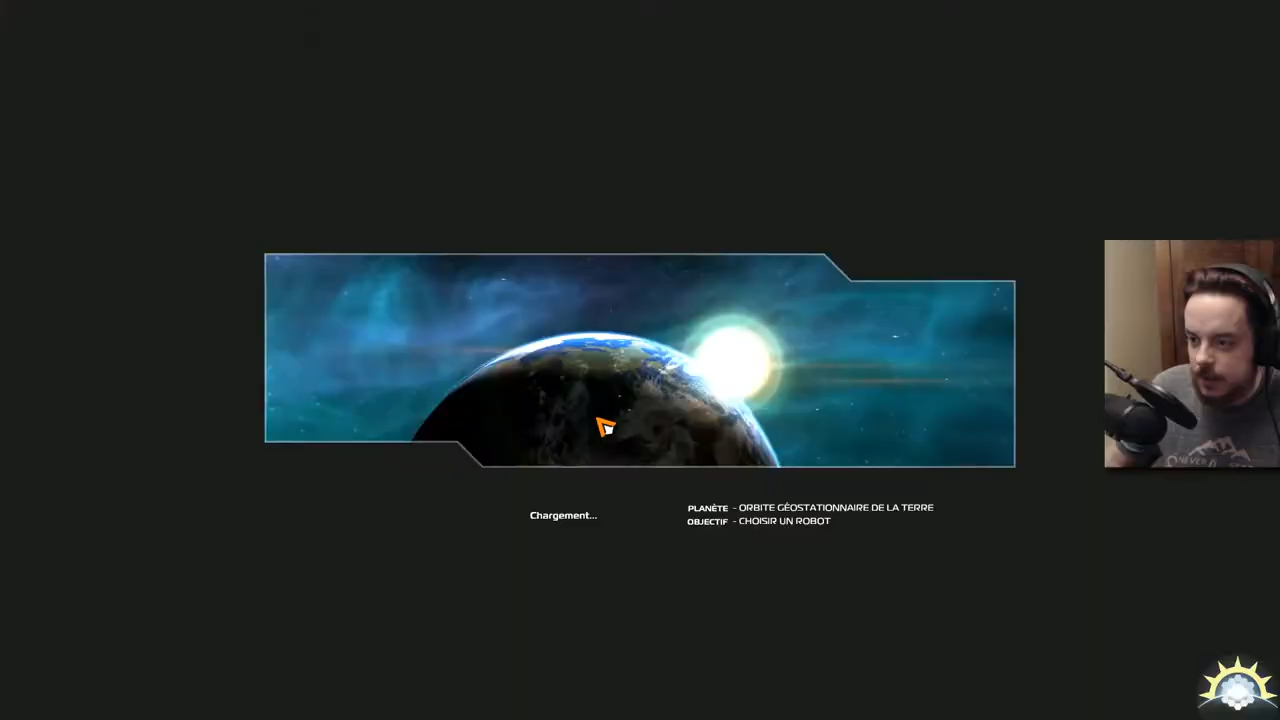 Chargement...
PLANÈTE - ORBITE GÉOSTATIONNAIRE DE LA TERRE
OBJECTIF - CHOISIR UN ROBOT